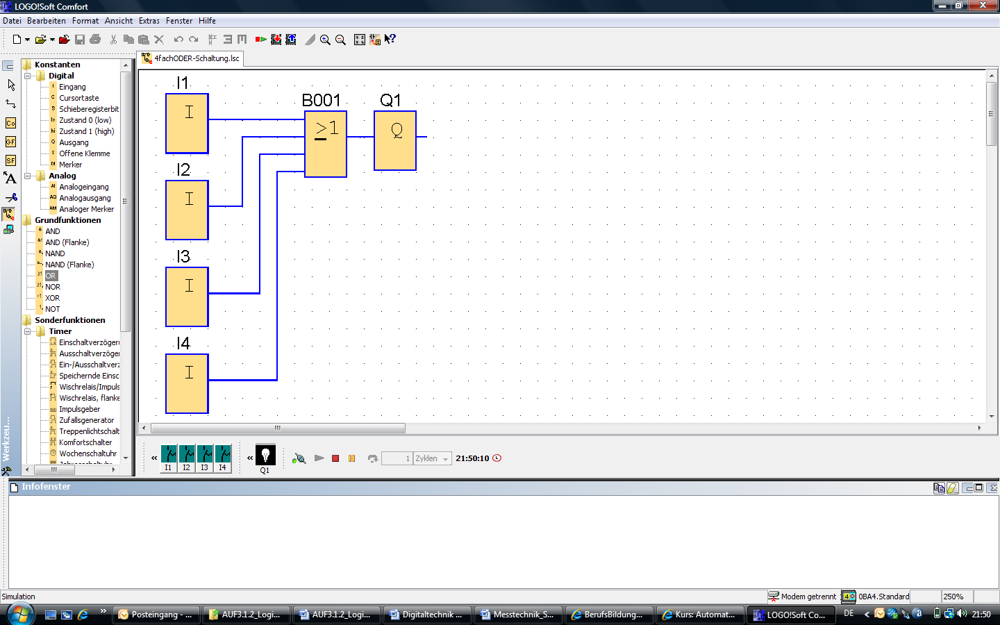 LOGO!Soft Comfort
Datei Bearbeiten Format Ansicht Extras Fenster Hilfe
4fachODER-Schaltung.lsc
Konstanten
Digital
Eingang
Cursortaste
Schieberegisterbit
Zustand 0 (low)
Zustand 1 (high)
Ausgang
Offene Klemme
Merker
Analog
Analogeingang
Analogausgang
Analoger Merker
Grundfunktionen
AND
AND (Flanke)
NAND
NAND (Flanke)
OR
NOR
XOR
NOT
Sonderfunktionen
Timer
Einschaltverzögeru
Ausschaltverzöger
Ein-/Ausschaltverz
Speichernde Einsc
Wischrelais/Impuls
Wischrelais, flanke
Impulsgeber
Zufallsgenerator
Treppenlichtschalt
Komfortschalter
Wochenschaltuhr
Co
GF
SF
A
Werkzeu...
I1
I
I2
I
I3
I
I4
I
B001
≥1
Q1
Q
« I1 I2 I3 I4 « Q1 1 Zyklen 21:50:10
Infofenster
Simulation Modem getrennt 0BA4.Standard 250%
» Posteingang - ... AUF3.1.2_Logi... AUF3.1.2_Logi... Digitaltechnik ... Messtechnik_S... BerufsBildung... Kurs: Automat... LOGO!Soft Co... DE < 21:50